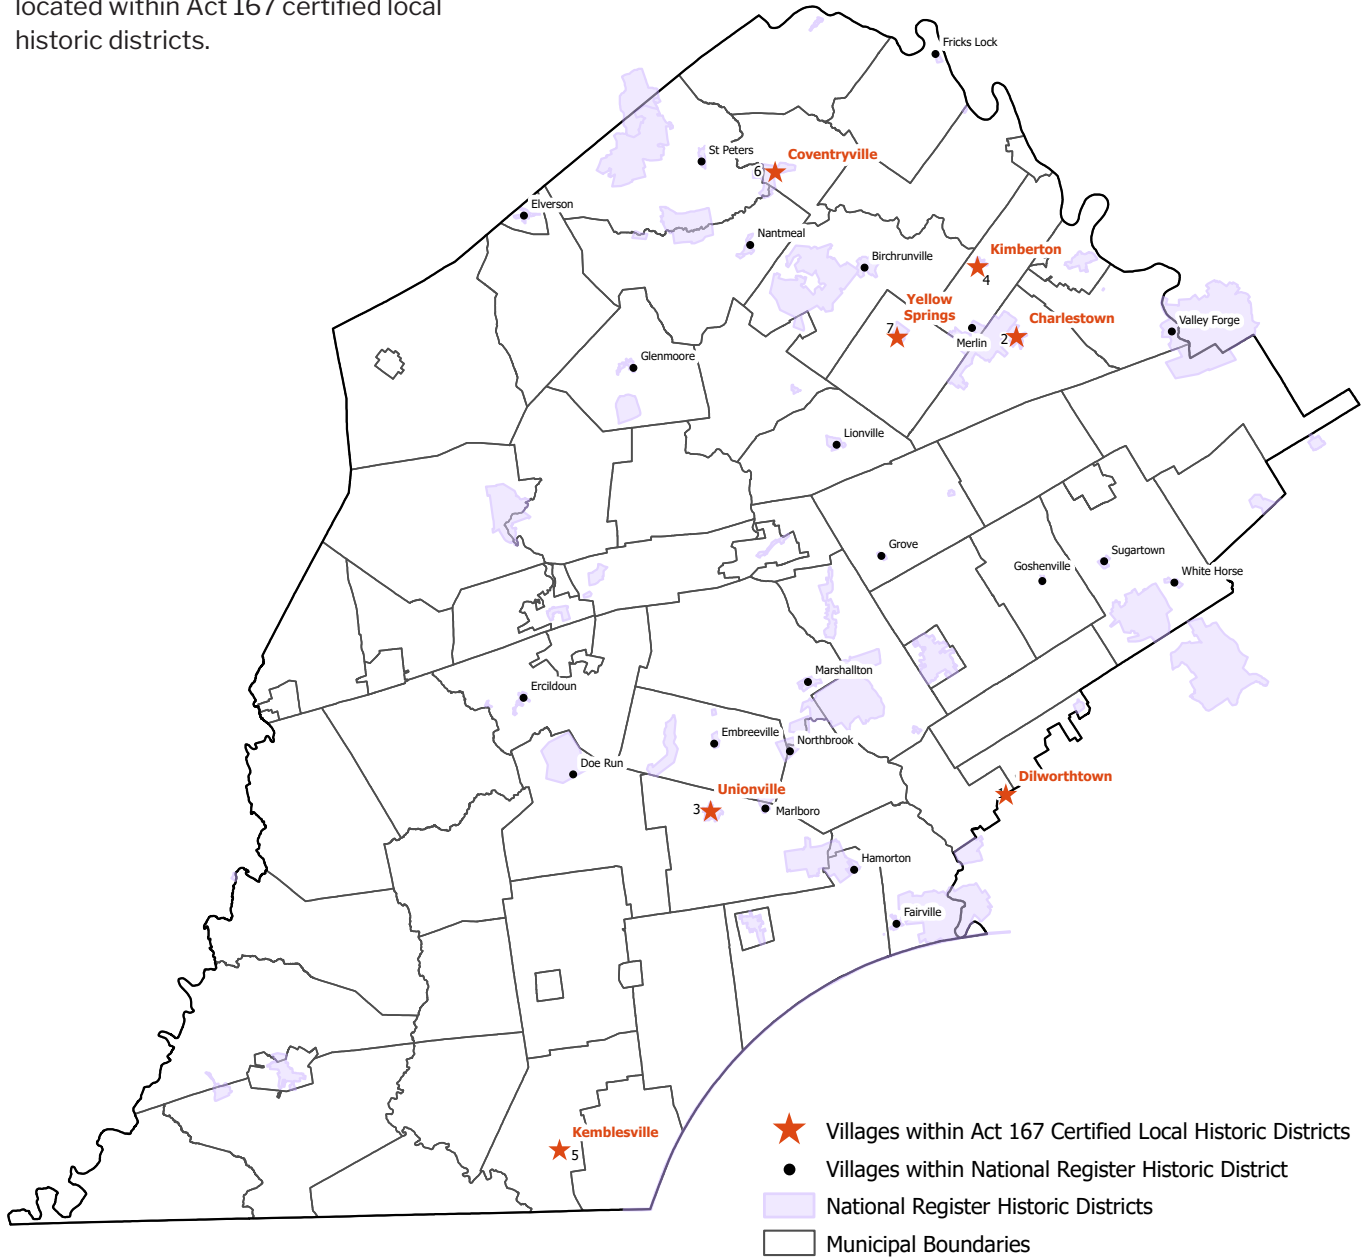 located within Act 167 certified local
historic districts.
Fricks Lock
St Peters
Coventryville
6
Elverson
Nantmeal
Birchrunville
Kimberton
4
Yellow
Springs
7
Charlestown
2
Merlin
Valley Forge
Glenmoore
Lionville
Grove
Sugartown
Goshenville
White Horse
Marshallton
Ercildoun
Embreeville
Northbrook
Doe Run
Unionville
3
Marlboro
Dilworthtown
Hamorton
Fairville
Kemblesville
5
Villages within Act 167 Certified Local Historic Districts
Villages within National Register Historic District
National Register Historic Districts
Municipal Boundaries